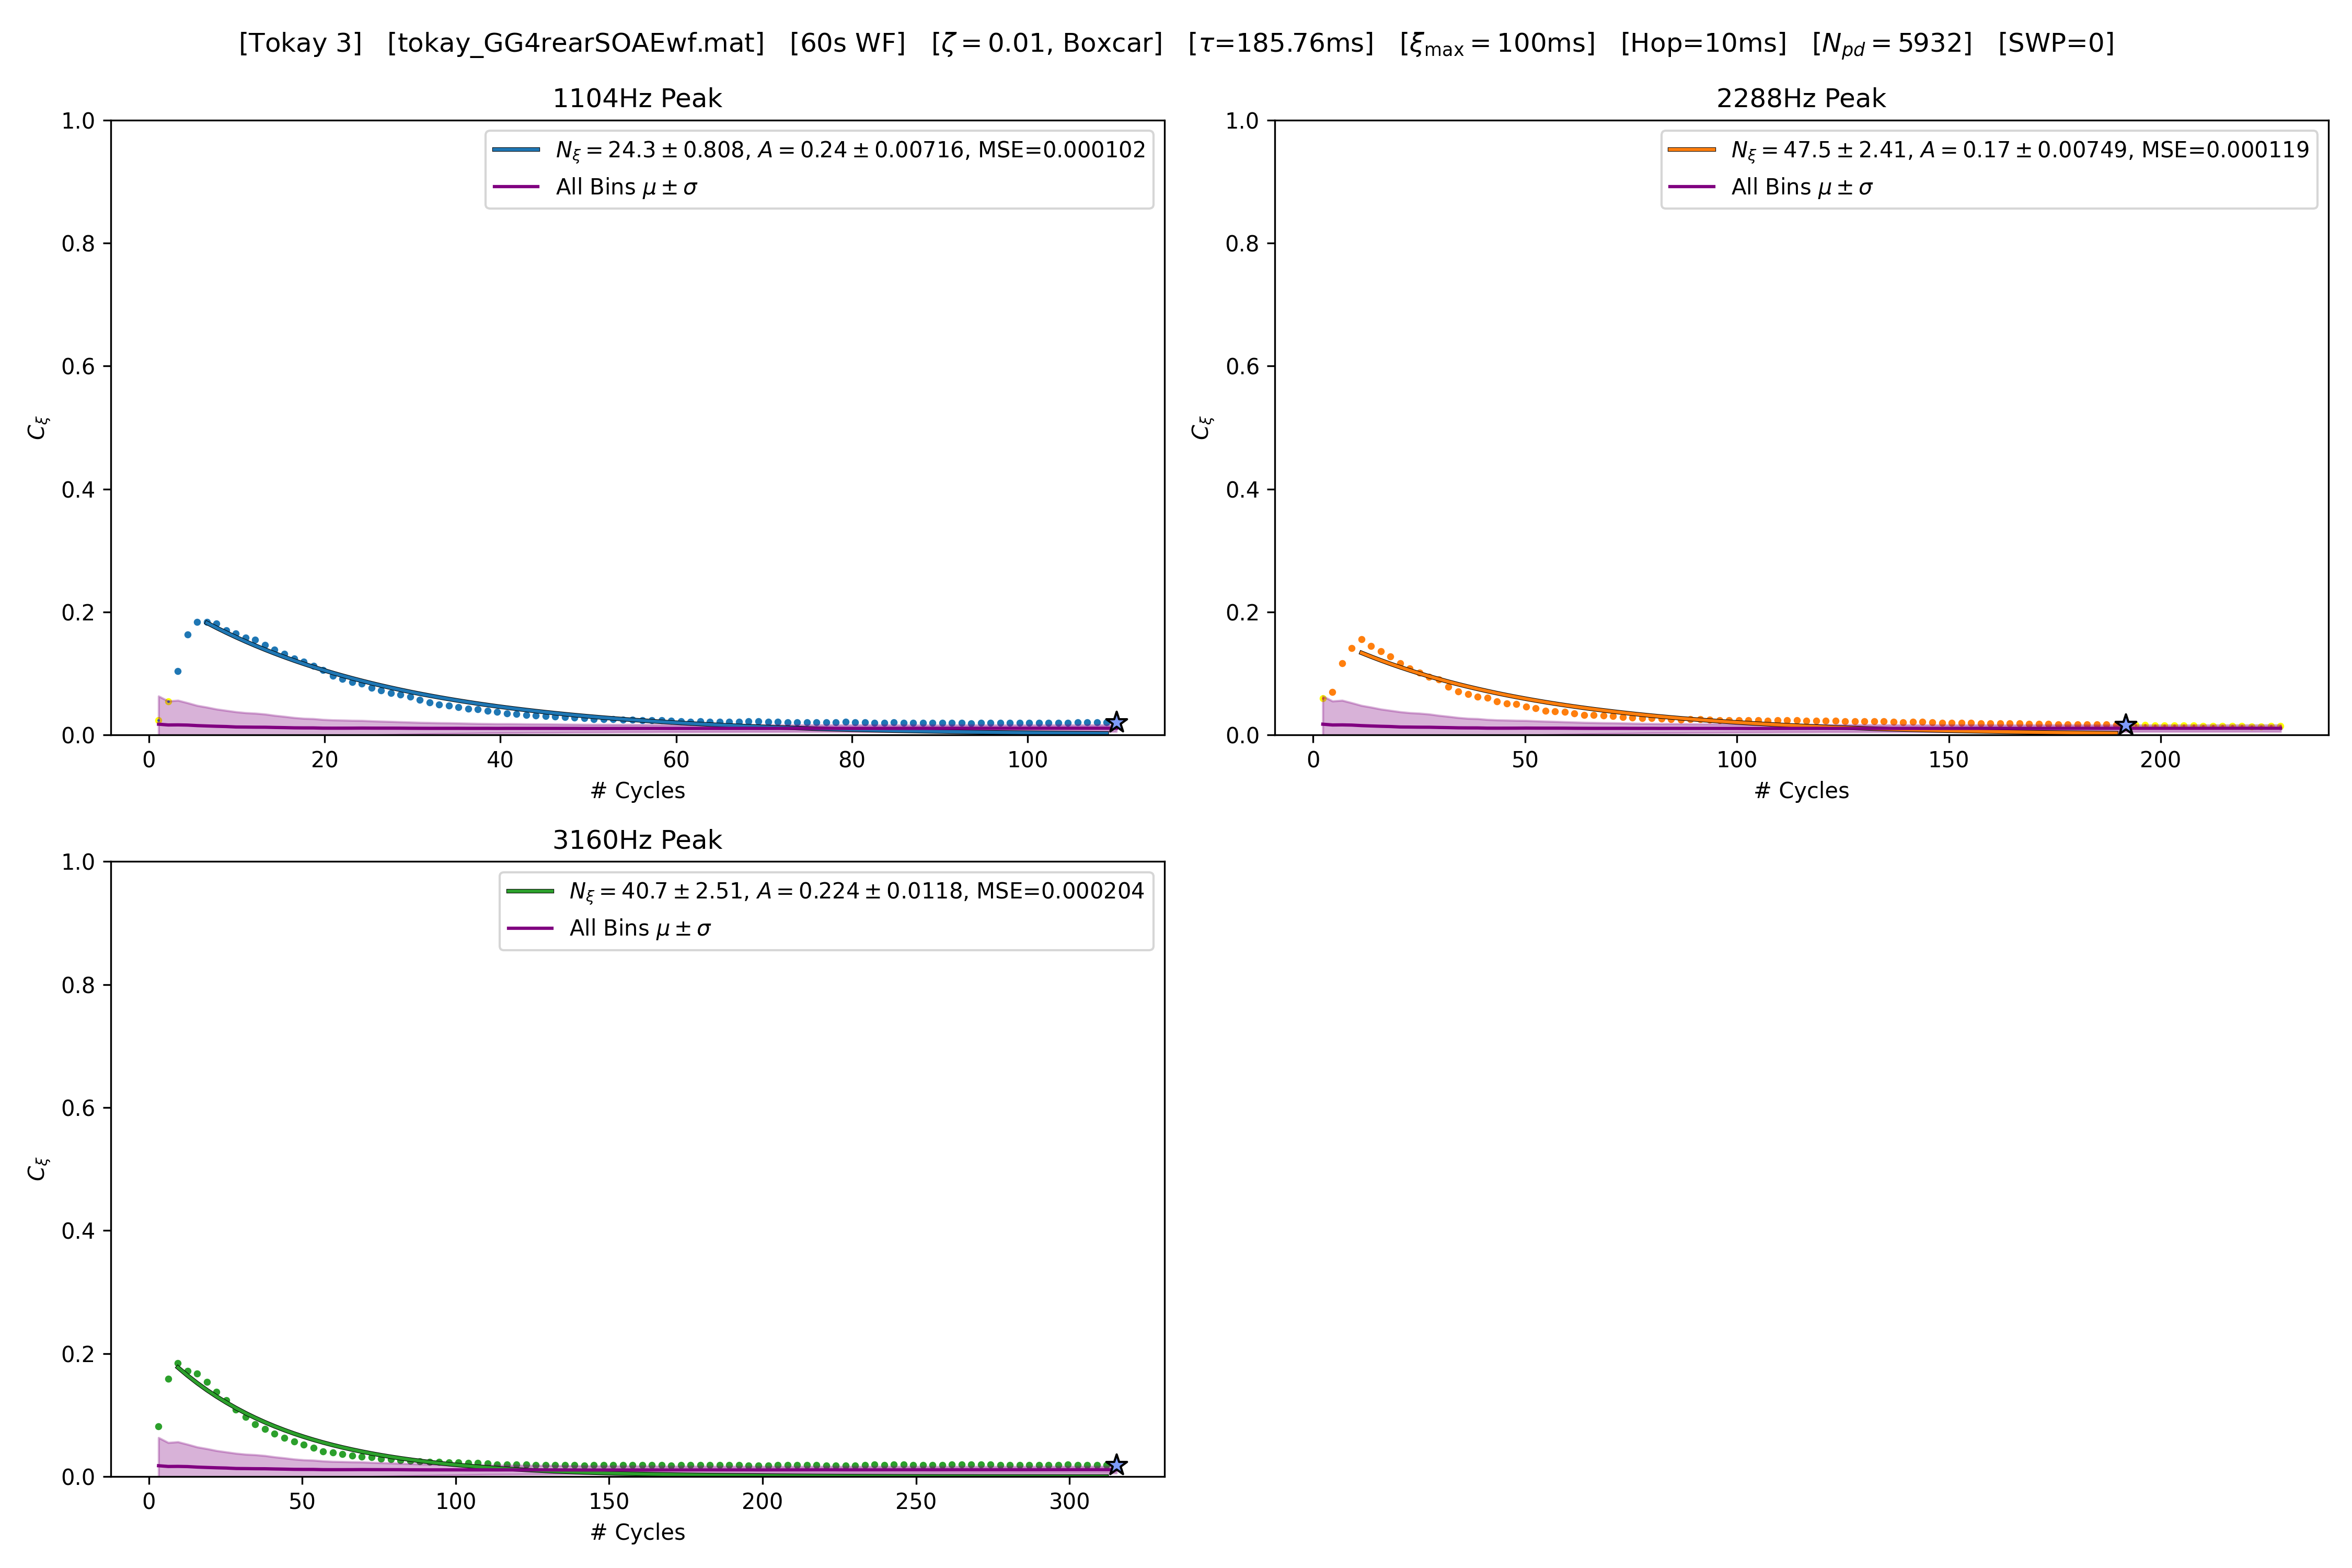 [Tokay 3]   [tokay_GG4rearSOAEwf.mat]   [60s WF]   [ζ = 0.01, Boxcar]   [τ=185.76ms]   [ξmax = 100ms]   [Hop=10ms]   [Npd = 5932]   [SWP=0]
1104Hz Peak
1.0
0.8
0.6
0.4
0.2
0.0
Cξ
Nξ = 24.3 ± 0.808, A = 0.24 ± 0.00716, MSE=0.000102
All Bins μ ± σ
0 20 40 60 80 100
# Cycles
2288Hz Peak
1.0
0.8
0.6
0.4
0.2
0.0
Cξ
Nξ = 47.5 ± 2.41, A = 0.17 ± 0.00749, MSE=0.000119
All Bins μ ± σ
0 50 100 150 200
# Cycles
3160Hz Peak
1.0
0.8
0.6
0.4
0.2
0.0
Cξ
Nξ = 40.7 ± 2.51, A = 0.224 ± 0.0118, MSE=0.000204
All Bins μ ± σ
0 50 100 150 200 250 300
# Cycles